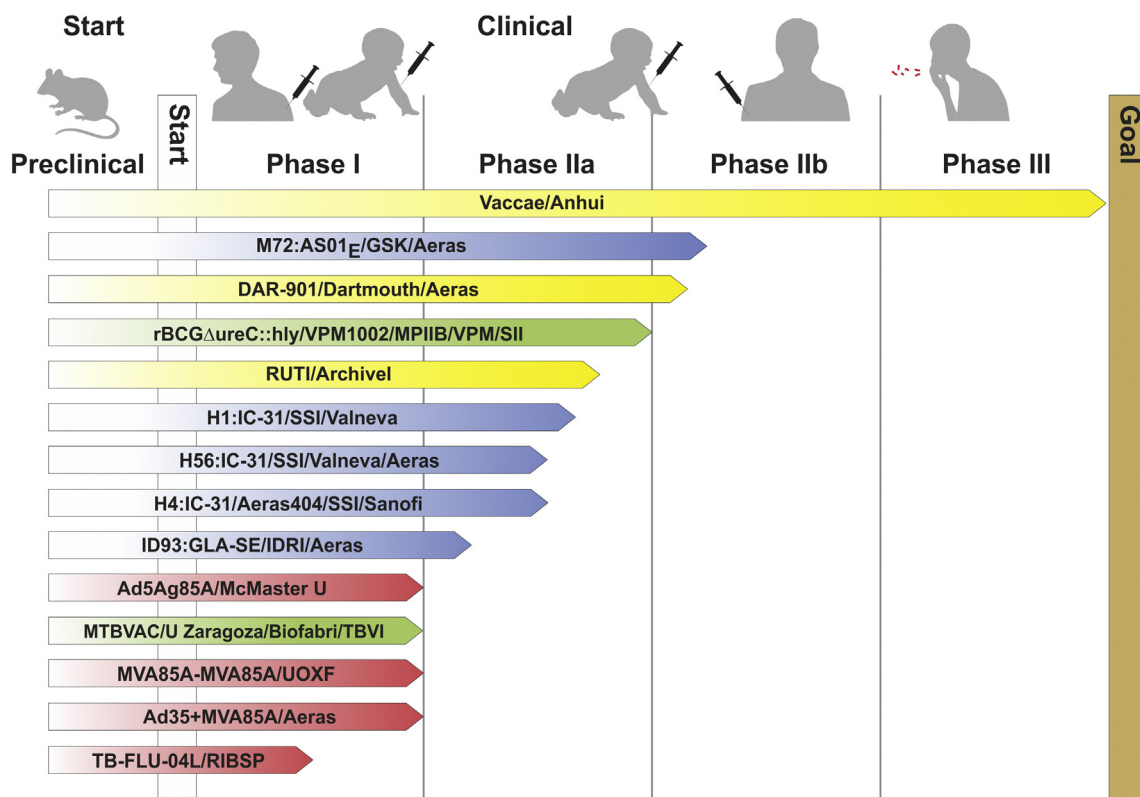 Start
Clinical
Start
Goal
Preclinical
Phase I
Phase IIa
Phase IIb
Phase III
Vaccae/Anhui
M72:AS01E/GSK/Aeras
DAR-901/Dartmouth/Aeras
rBCGΔureC::hly/VPM1002/MPIIB/VPM/SII
RUTI/Archivel
H1:IC-31/SSI/Valneva
H56:IC-31/SSI/Valneva/Aeras
H4:IC-31/Aeras404/SSI/Sanofi
ID93:GLA-SE/IDRI/Aeras
Ad5Ag85A/McMaster U
MTBVAC/U Zaragoza/Biofabri/TBVI
MVA85A-MVA85A/UOXF
Ad35+MVA85A/Aeras
TB-FLU-04L/RIBSP